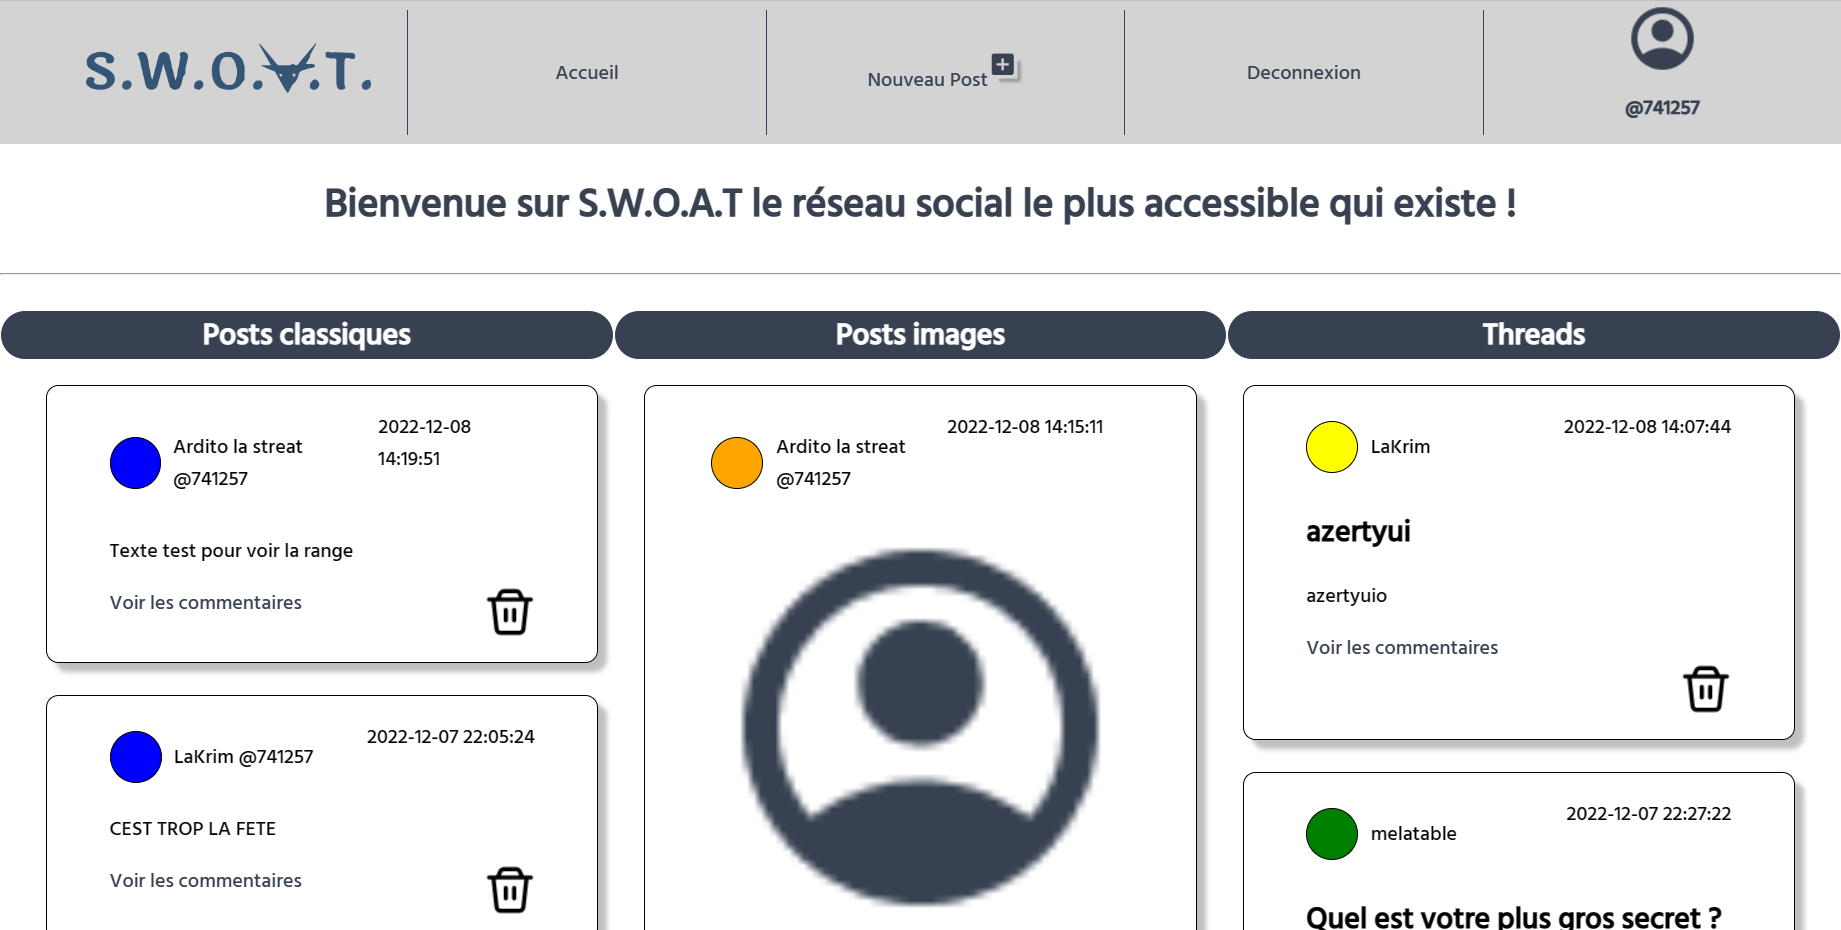 S.W.O.A.T.
Accueil
Nouveau Post
Deconnexion
@741257
Bienvenue sur S.W.O.A.T le réseau social le plus accessible qui existe !
Posts classiques
Posts images
Threads
Ardito la streat
@741257
2022-12-08
14:19:51
Texte test pour voir la range
Voir les commentaires
LaKrim @741257
2022-12-07 22:05:24
CEST TROP LA FETE
Voir les commentaires
Ardito la streat
@741257
2022-12-08 14:15:11
LaKrim
2022-12-08 14:07:44
azertyui
azertyuio
Voir les commentaires
melatable
2022-12-07 22:27:22
Quel est votre plus gros secret ?